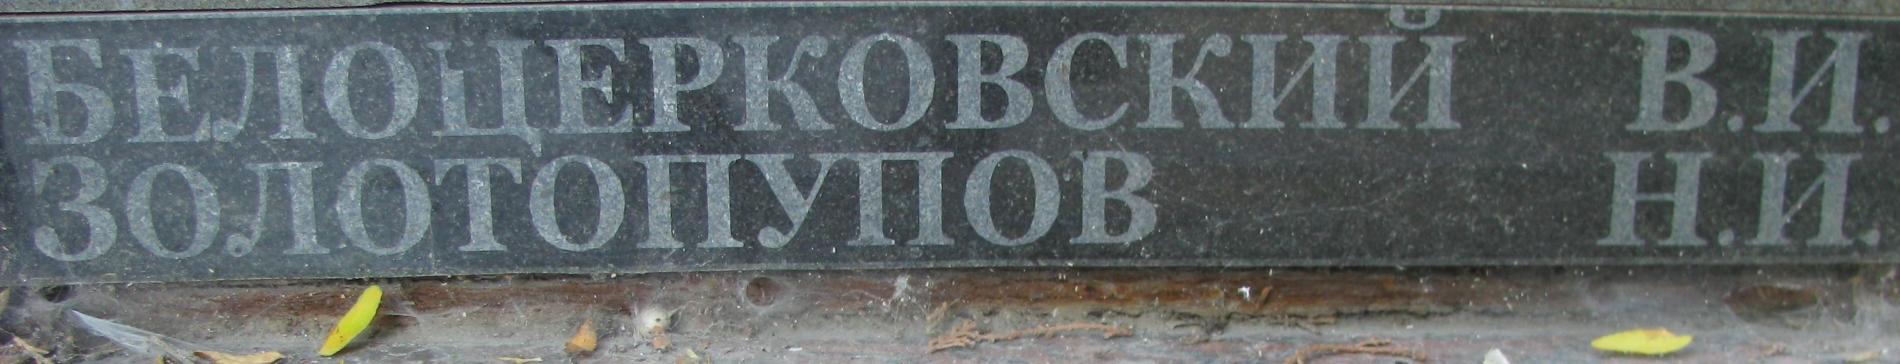 БЕЛОЦЕРКОВСКИЙ В.И.
ЗОЛОТОПУПОВ Н.И.